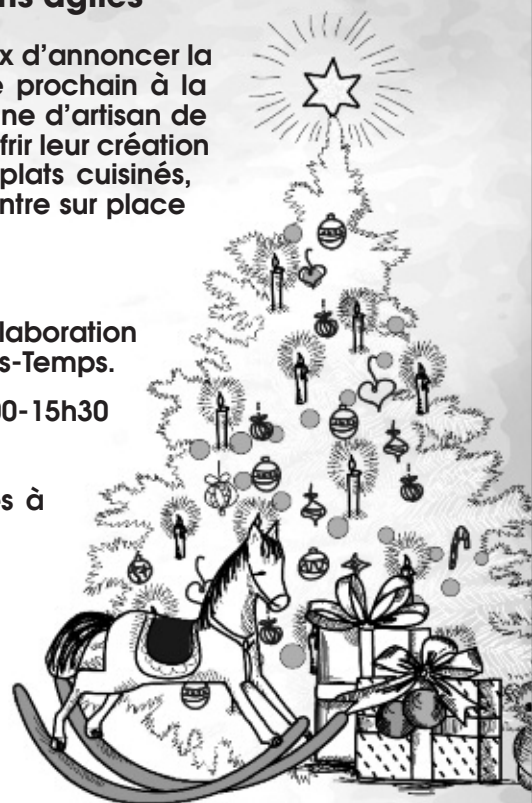 ns agiles
x d’annoncer la
e prochain à la
ne d’artisan de
frir leur création
plats cuisinés,
ntre sur place
laboration
s-Temps.
00-15h30
s à